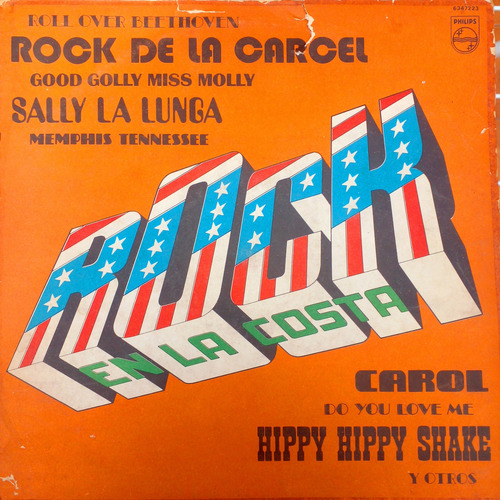 6347323
PHILIPS
ROLL OVER BEETHOVEN
ROCK DE LA CARCEL
GOOD GOLLY MISS MOLLY
SALLY LA LUNGA
MEMPHIS TENNESSEE
ROCK
EN LA COSTA
CAROL
DO YOU LOVE ME
HIPPY HIPPY SHAKE
Y OTROS